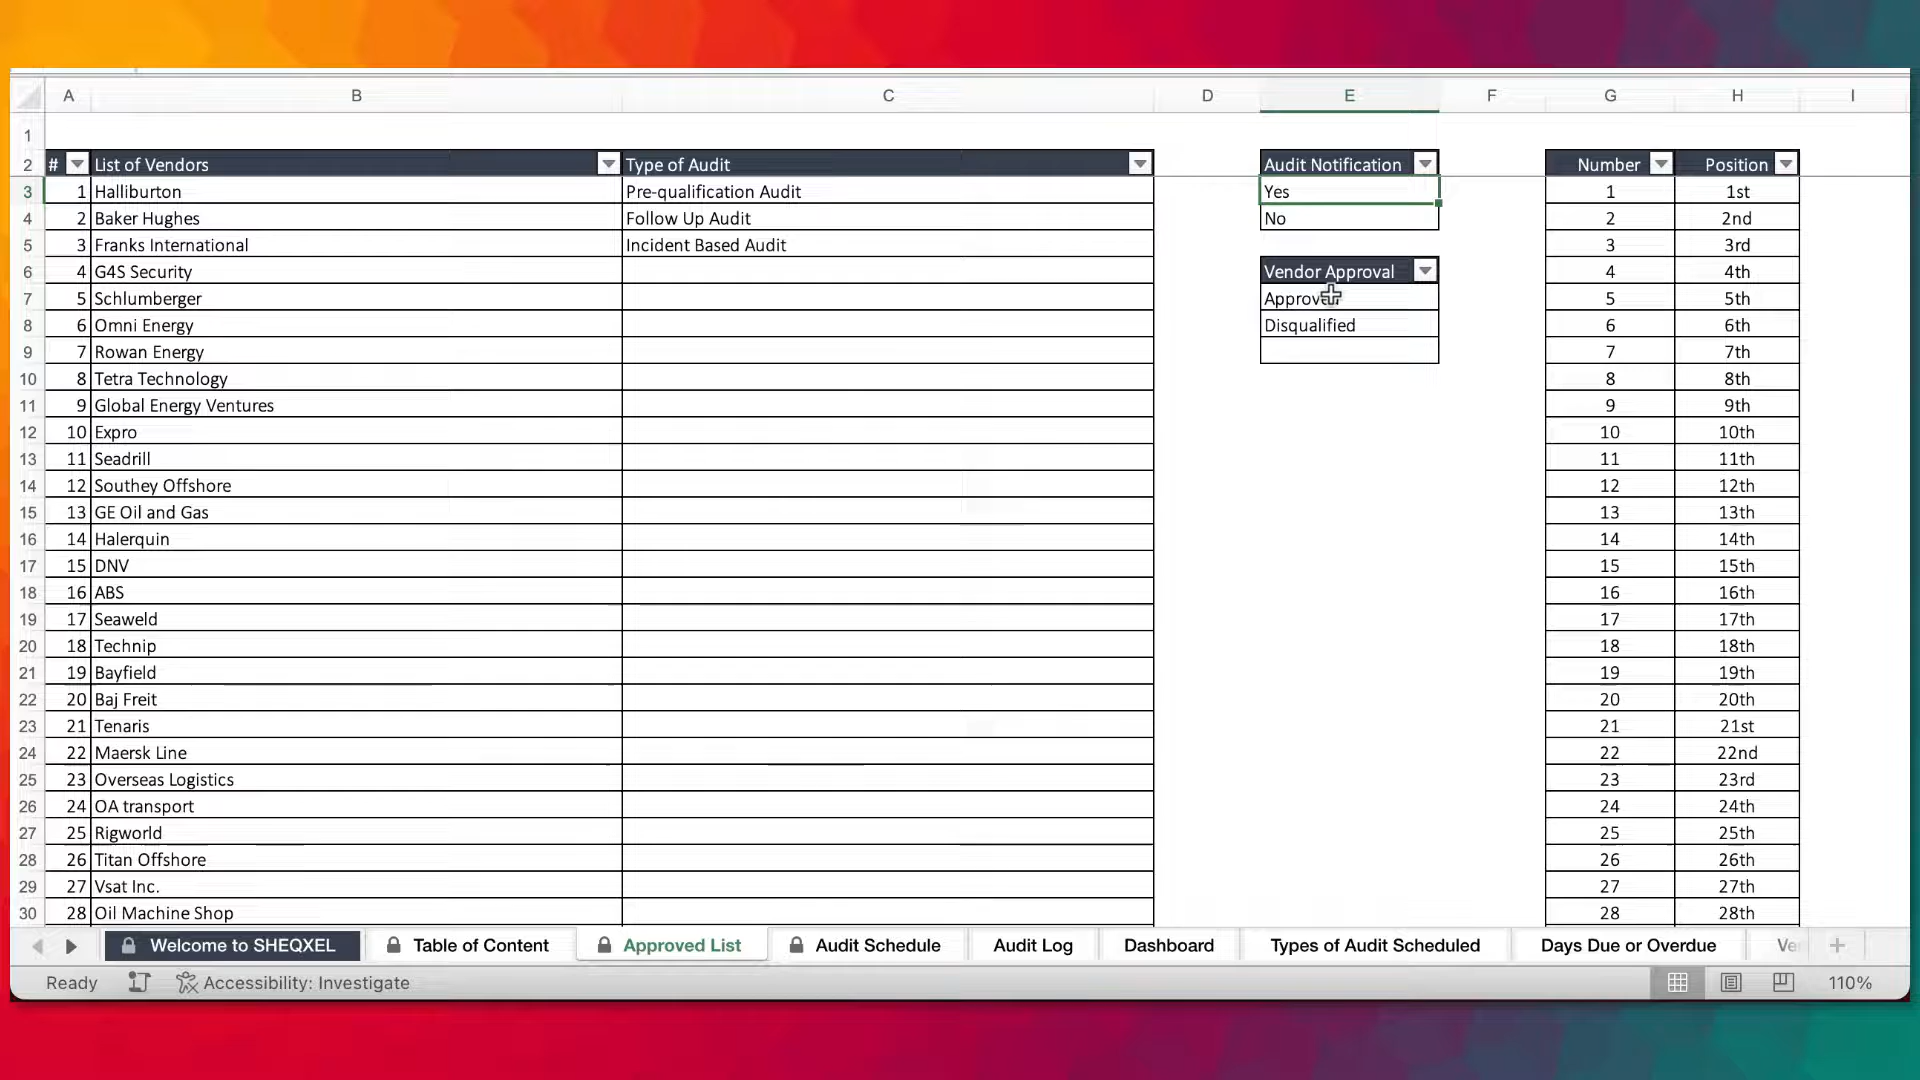 A B C D E F G H I
1
2 # List of Vendors Type of Audit Audit Notification Number Position
3 1 Halliburton Pre-qualification Audit Yes 1 1st
4 2 Baker Hughes Follow Up Audit No 2 2nd
5 3 Franks International Incident Based Audit 3 3rd
6 4 G4S Security Vendor Approval 4 4th
7 5 Schlumberger 5 5th
8 6 Omni Energy Disqualified 6 6th
9 7 Rowan Energy 7 7th
10 8 Tetra Technology 8 8th
11 9 Global Energy Ventures 9 9th
12 10 Expro 10 10th
13 11 Seadrill 11 11th
14 12 Southey Offshore 12 12th
15 13 GE Oil and Gas 13 13th
16 14 Halerquin 14 14th
17 15 DNV 15 15th
18 16 ABS 16 16th
19 17 Seaweld 17 17th
20 18 Technip 18 18th
21 19 Bayfield 19 19th
22 20 Baj Freit 20 20th
23 21 Tenaris 21 21st
24 22 Maersk Line 22 22nd
25 23 Overseas Logistics 23 23rd
26 24 OA transport 24 24th
27 25 Rigworld 25 25th
28 26 Titan Offshore 26 26th
29 27 Vsat Inc. 27 27th
30 28 Oil Machine Shop 28 28th
Welcome to SHEQXEL Table of Content Approved List Audit Schedule Audit Log Dashboard Types of Audit Scheduled Days Due or Overdue
Ready Accessibility: Investigate 110%